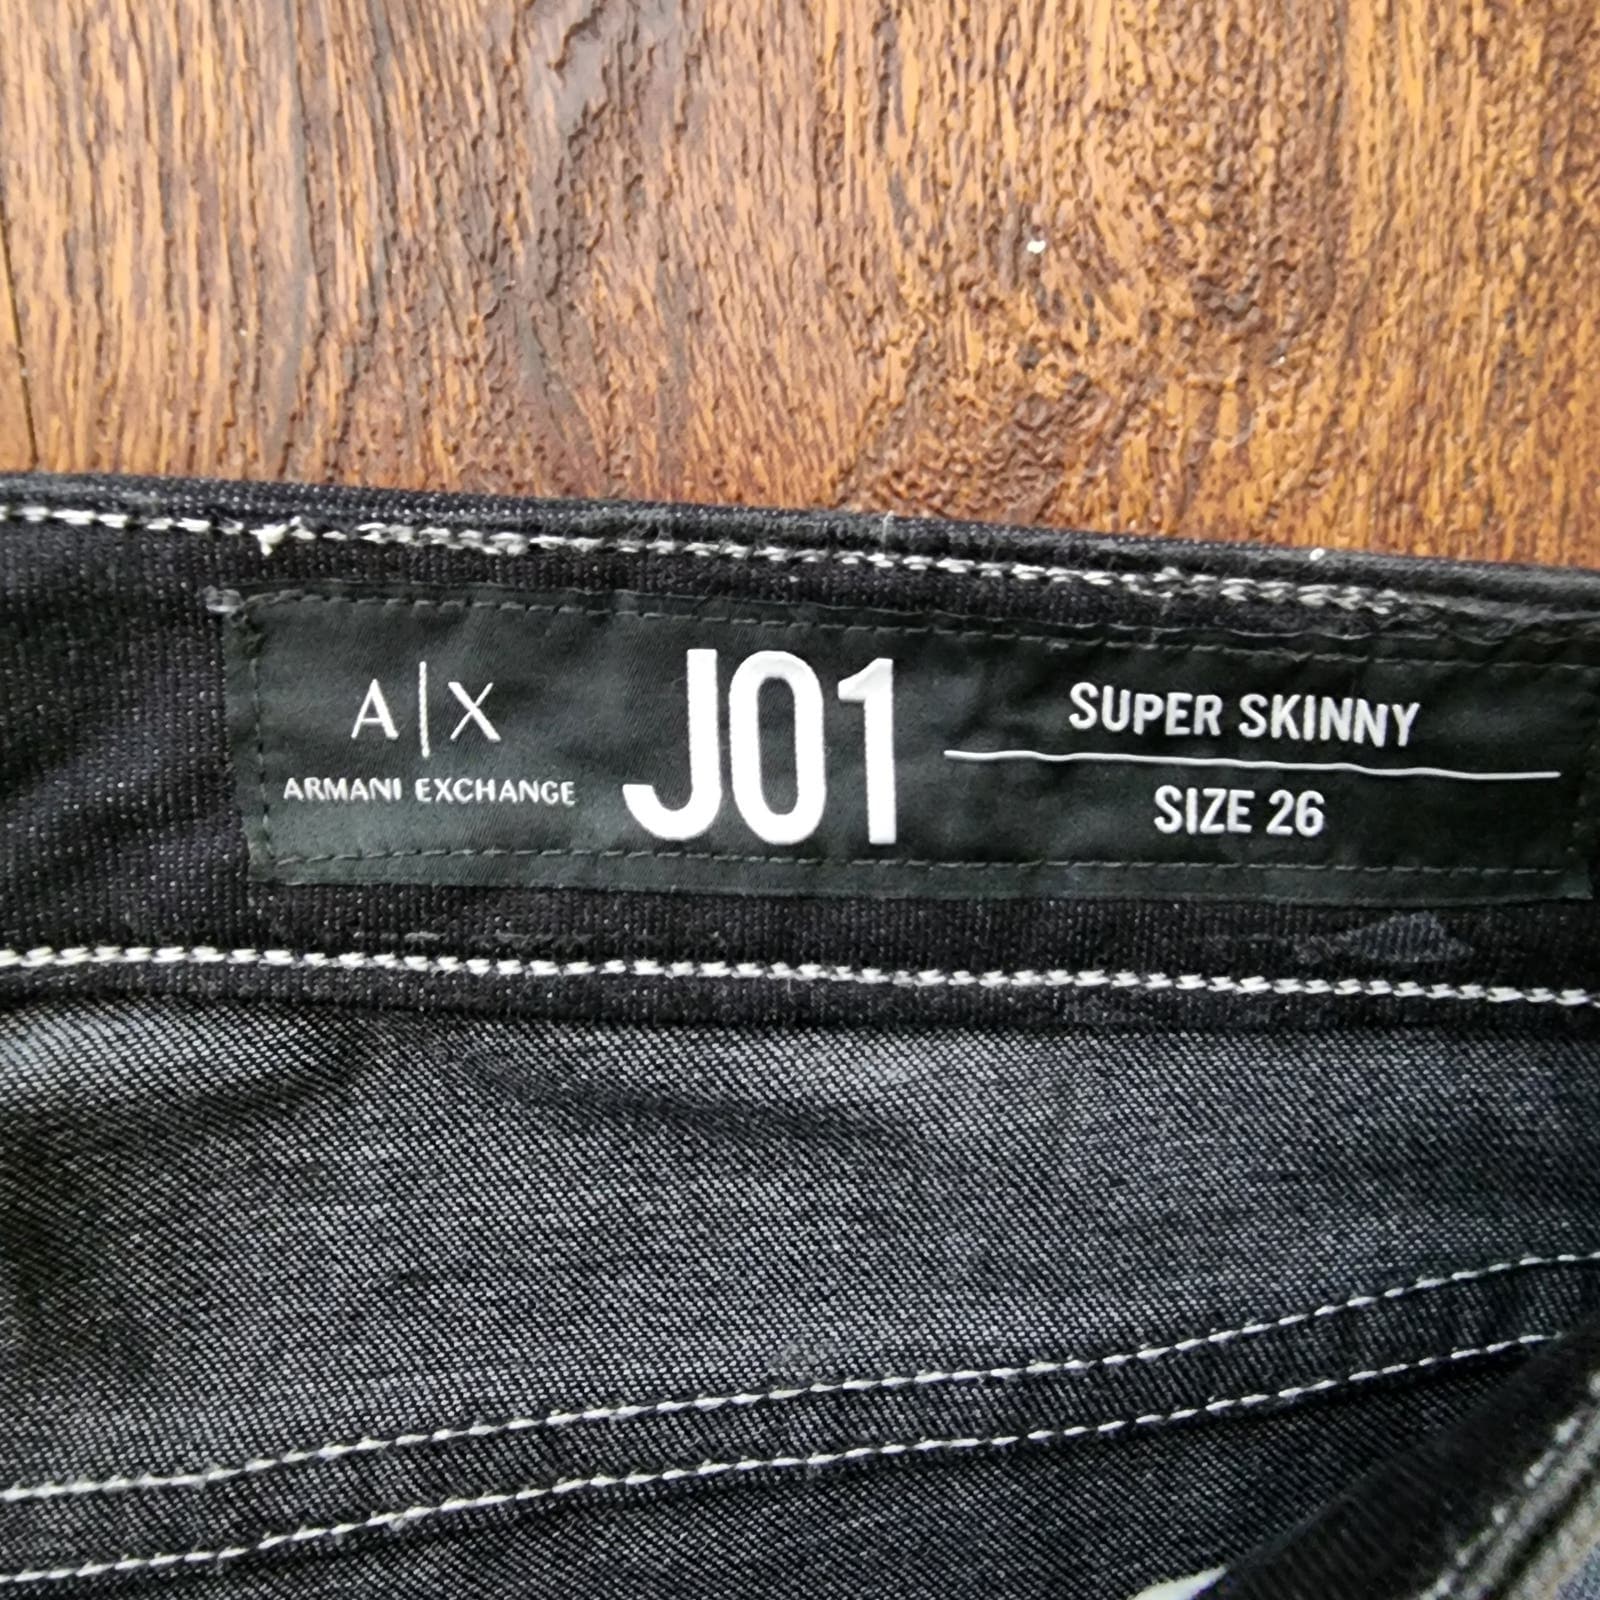 A|X
ARMANI EXCHANGE
J01
SUPER SKINNY
SIZE 26